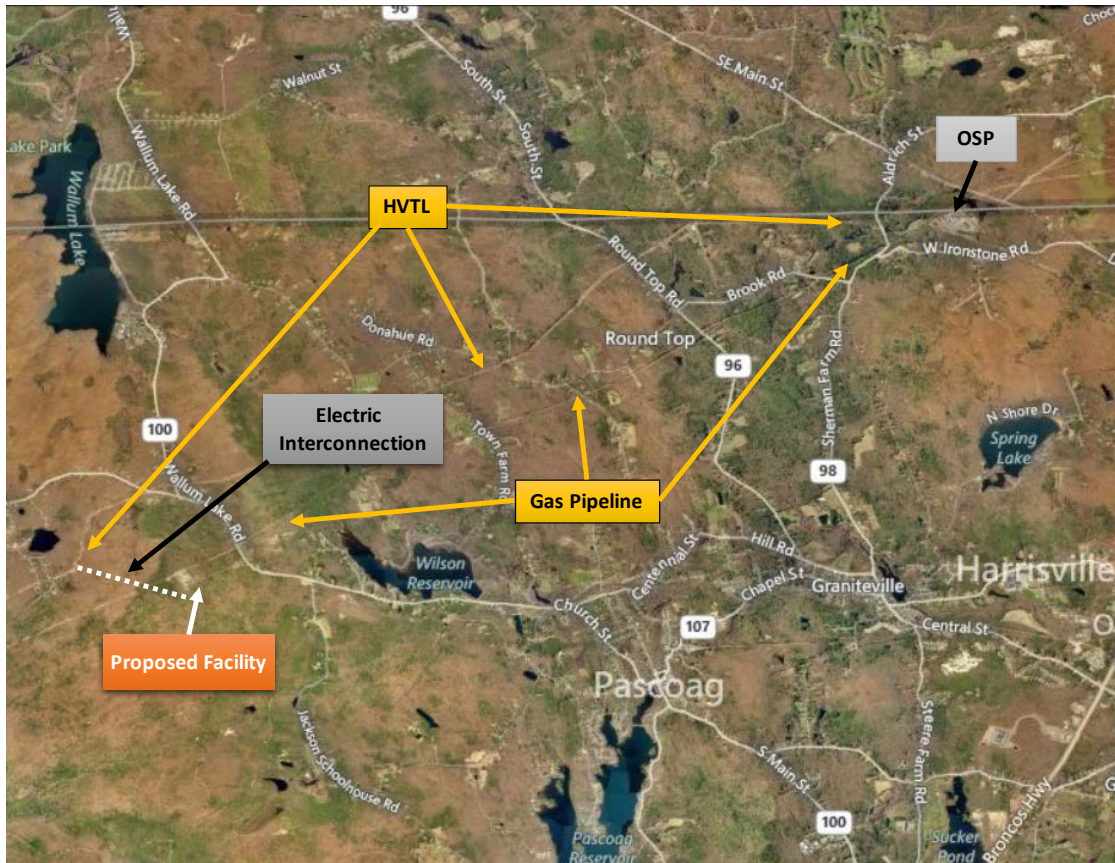 96
Walnut St
South St
SE Main St
Aldrich St
OSP
Lake Park
Wallum Lake
Wallum Lake Rd
South St
HVTL
W Ironstone Rd
Round Top Rd
Brook Rd
Donahue Rd
Round Top
96
Sherman Farm Rd
Electric
Interconnection
100
N Shore Dr
Spring
Lake
Town Farm Rd
98
Wallum Lake Rd
Gas Pipeline
Wilson
Reservoir
Centennial St
Hill Rd
Chapel St
Graniteville
Harrisville
Church St
107
Central St
Proposed Facility
Pascoag
Jackson Schoolhouse Rd
Steere Farm Rd
S Main St
Broncos Hwy
100
Pascoag
Reservoir
Sucker
Pond